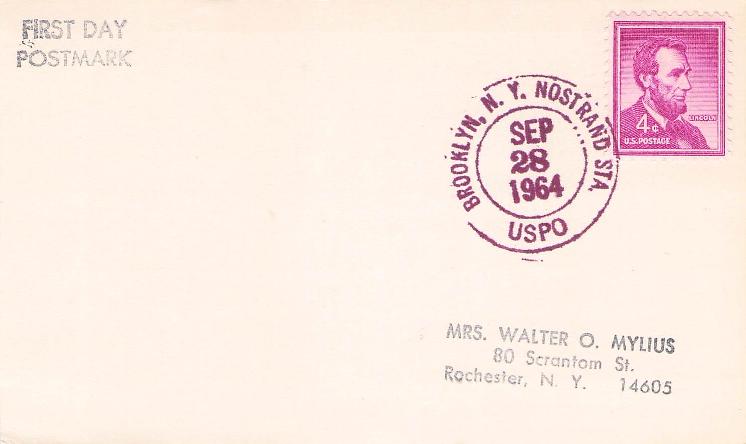 FIRST DAY
POSTMARK
LINCOLN
4¢
U.S.POSTAGE
BROOKLYN, N. Y. NOSTRAND STA.
SEP
28
1964
USPO
MRS. WALTER O. MYLIUS
80 Scrantom St.
Rochester, N. Y. 14605